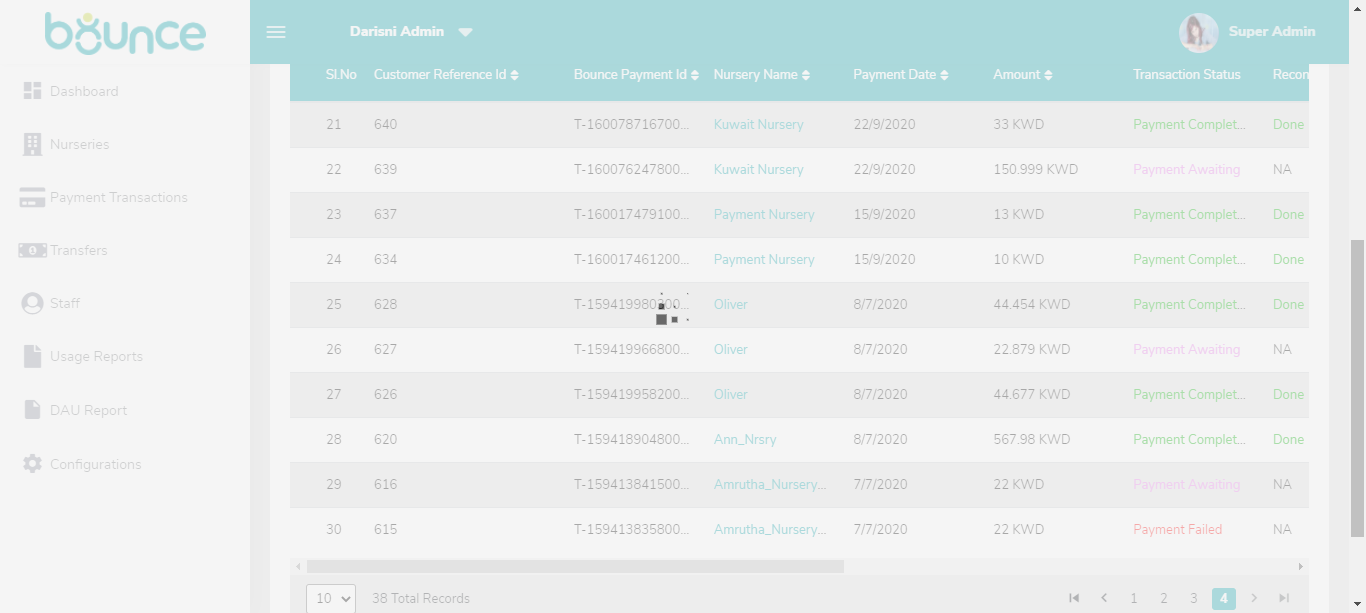 bounce
Darisni Admin
Super Admin
Dashboard
Nurseries
Payment Transactions
Transfers
Staff
Usage Reports
DAU Report
Configurations
Sl.No Customer Reference Id Bounce Payment Id Nursery Name Payment Date Amount Transaction Status Recon
21 640 T-160078716700... Kuwait Nursery 22/9/2020 33 KWD Payment Complet... Done
22 639 T-160076247800... Kuwait Nursery 22/9/2020 150.999 KWD Payment Awaiting NA
23 637 T-160017479100... Payment Nursery 15/9/2020 13 KWD Payment Complet... Done
24 634 T-160017461200... Payment Nursery 15/9/2020 10 KWD Payment Complet... Done
25 628 T-159419980200... Oliver 8/7/2020 44.454 KWD Payment Complet... Done
26 627 T-159419966800... Oliver 8/7/2020 22.879 KWD Payment Awaiting NA
27 626 T-159419958200... Oliver 8/7/2020 44.677 KWD Payment Complet... Done
28 620 T-159418904800... Ann_Nrsry 8/7/2020 567.98 KWD Payment Complet... Done
29 616 T-159413841500... Amrutha_Nursery... 7/7/2020 22 KWD Payment Awaiting NA
30 615 T-159413835800... Amrutha_Nursery... 7/7/2020 22 KWD Payment Failed NA
10 38 Total Records 1 2 3 4